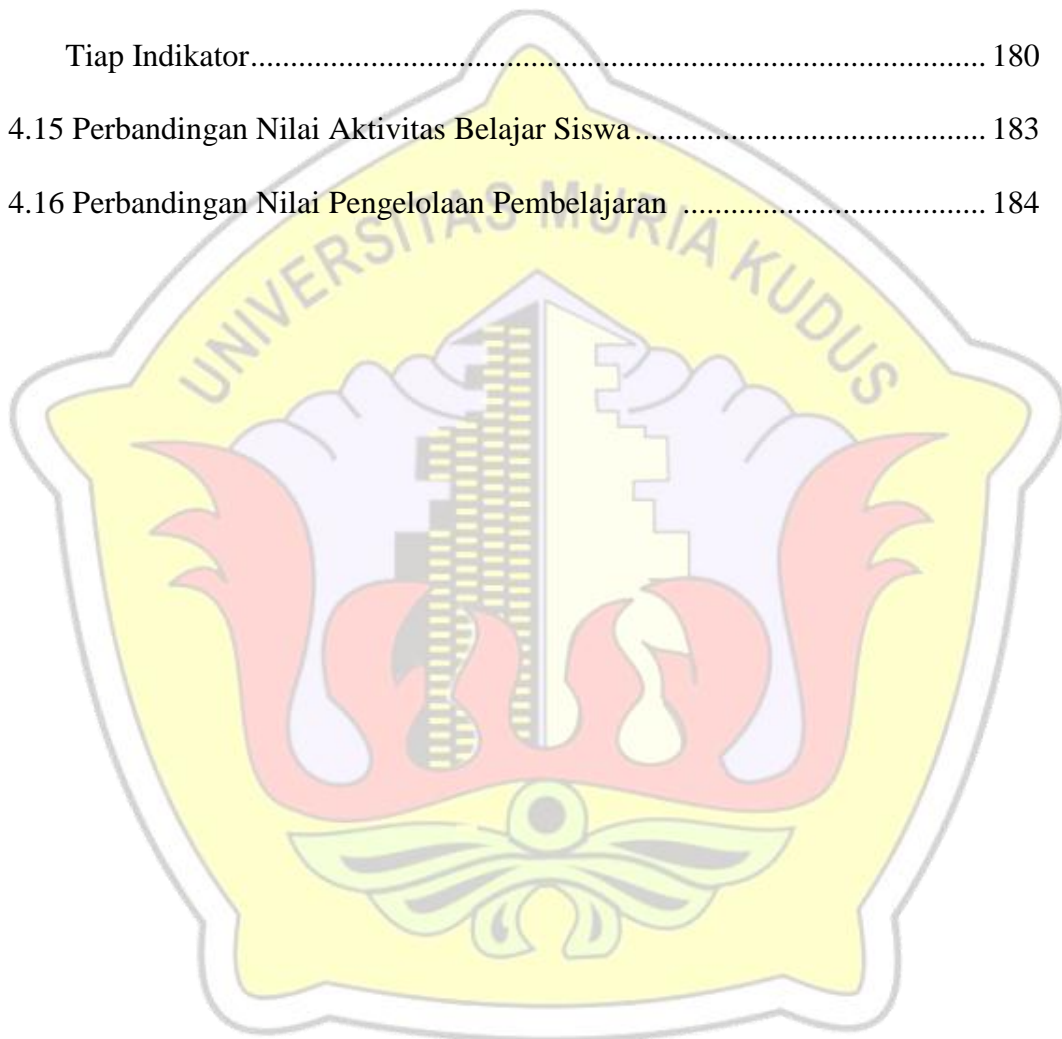 Tiap Indikator.......................................................................................... 180
4.15 Perbandingan Nilai Aktivitas Belajar Siswa........................................... 183
4.16 Perbandingan Nilai Pengelolaan Pembelajaran ..................................... 184
UNIVERSITAS MURIA KUDUS